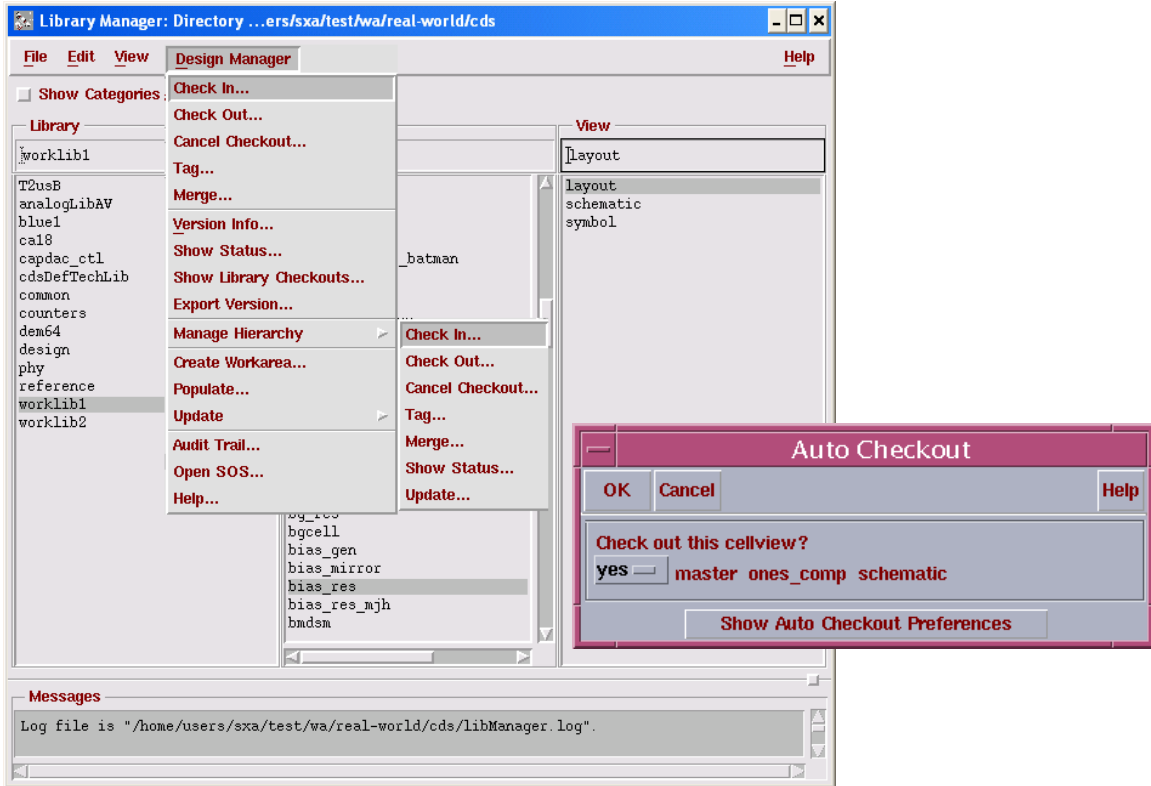 Library Manager: Directory ...ers/sxa/test/wa/real-world/cds
File Edit View Design Manager Help
Show Categories
Library
worklib1
T2usB
analogLibAV
blue1
ca18
capdac_ctl
cdsDefTechLib
common
counters
dem64
design
phy
reference
worklib1
worklib2
Check In...
Check Out...
Cancel Checkout...
Tag...
Merge...
Version Info...
Show Status...
Show Library Checkouts...
Export Version...
Manage Hierarchy
Create Workarea...
Populate...
Update
Audit Trail...
Open SOS...
Help...
_batman
Check In...
Check Out...
Cancel Checkout...
Tag...
Merge...
Show Status...
Update...
bg_res
bgcell
bias_gen
bias_mirror
bias_res
bias_res_mjh
bmdsm
View
layout
layout
schematic
symbol
Auto Checkout
OK Cancel Help
Check out this cellview?
yes master ones_comp schematic
Show Auto Checkout Preferences
Messages
Log file is "/home/users/sxa/test/wa/real-world/cds/libManager.log".